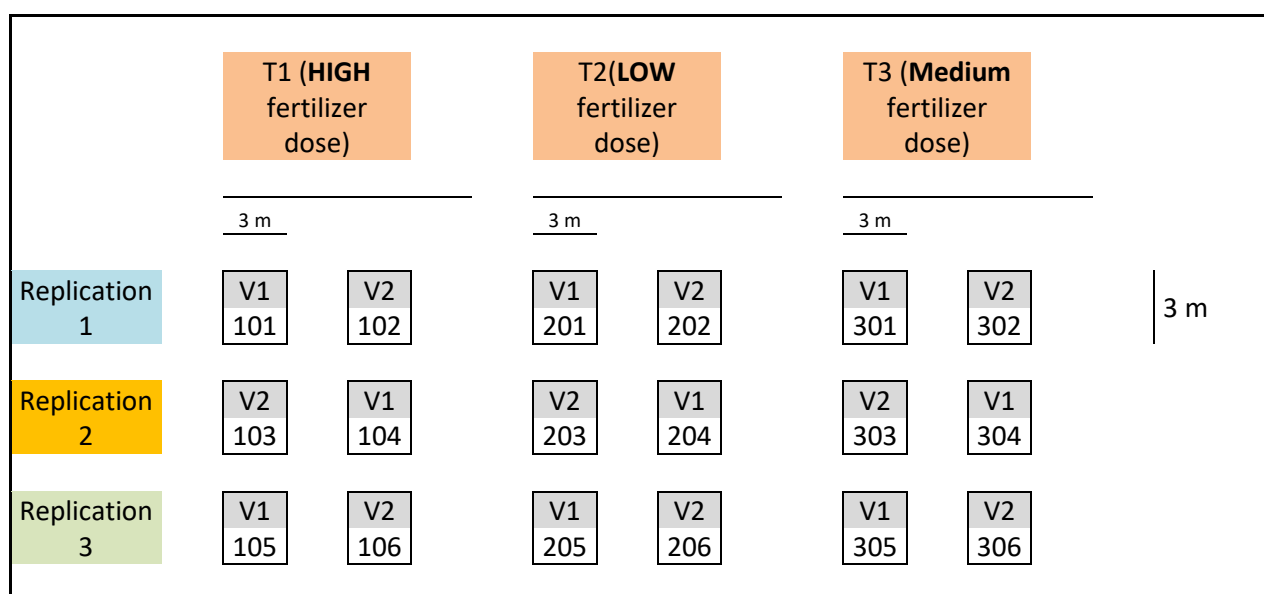 T1 (HIGH
fertilizer
dose)
T2(LOW
fertilizer
dose)
T3 (Medium
fertilizer
dose)
3 m
3 m
3 m
Replication
1
V1
101
V2
102
V1
201
V2
202
V1
301
V2
302
3 m
Replication
2
V2
103
V1
104
V2
203
V1
204
V2
303
V1
304
Replication
3
V1
105
V2
106
V1
205
V2
206
V1
305
V2
306